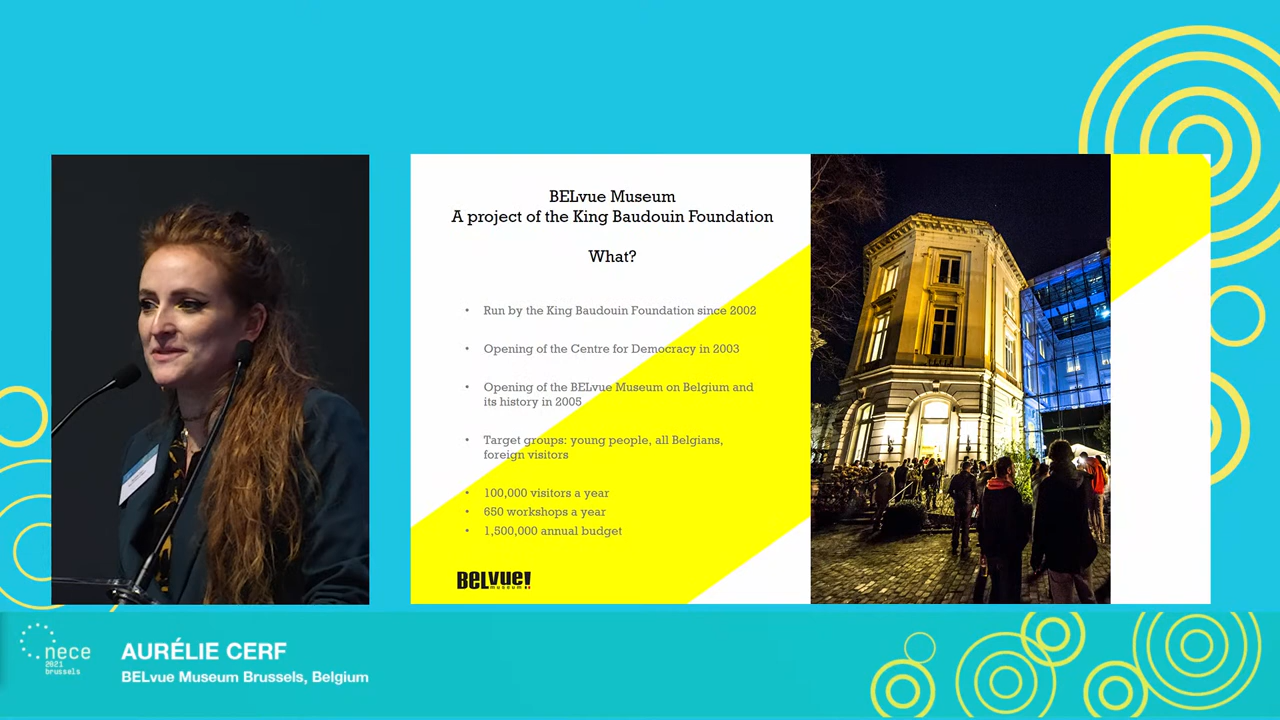 BELvue Museum
A project of the King Baudouin Foundation
What?
• Run by the King Baudouin Foundation since 2002
• Opening of the Centre for Democracy in 2003
• Opening of the BELvue Museum on Belgium and
its history in 2005
• Target groups: young people, all Belgians,
foreign visitors
• 100,000 visitors a year
• 650 workshops a year
• 1,500,000 annual budget
BELvue!
museum.be
nece
2021
brussels
AURÉLIE CERF
BELvue Museum Brussels, Belgium